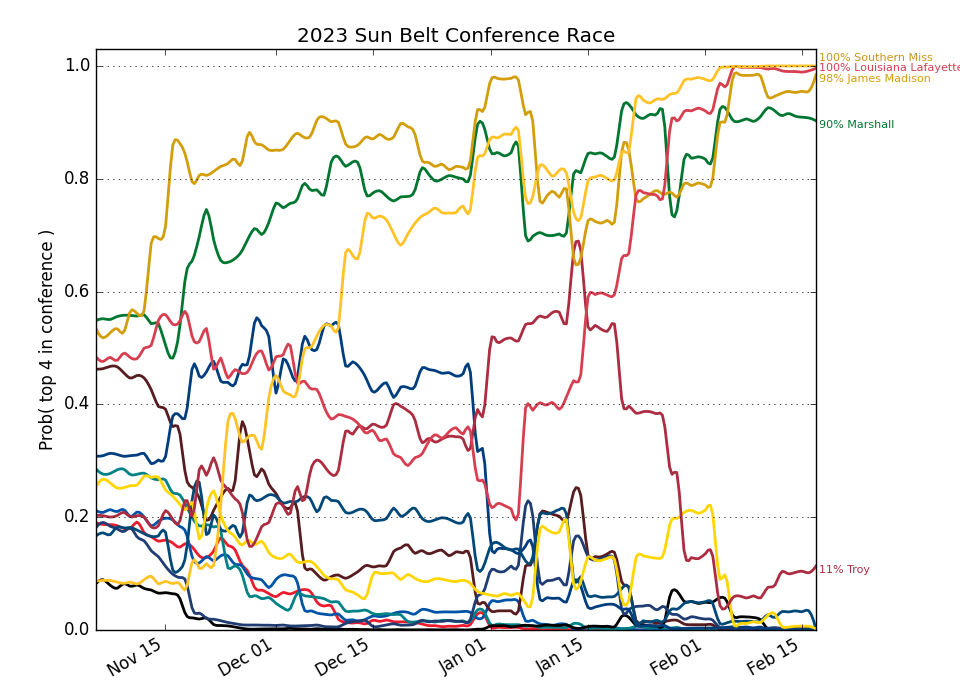 2023 Sun Belt Conference Race
Prob( top 4 in conference )
1.0
0.8
0.6
0.4
0.2
0.0
Nov 15
Dec 01
Dec 15
Jan 01
Jan 15
Feb 01
Feb 15
100% Southern Miss
100% Louisiana Lafayette
98% James Madison
90% Marshall
11% Troy